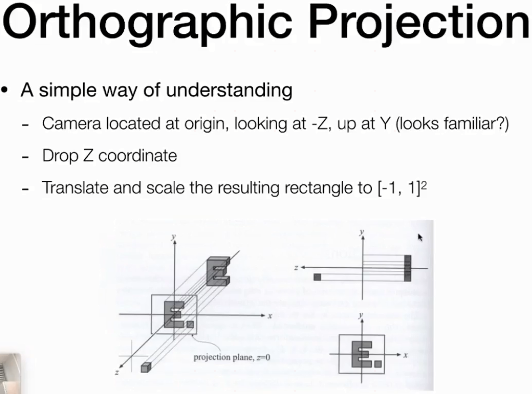 Orthographic Projection
• A simple way of understanding
- Camera located at origin, looking at -Z, up at Y (looks familiar?)
- Drop Z coordinate
- Translate and scale the resulting rectangle to [-1, 1]²
y
y
E
z
E.
x
y
projection plane, z=0
E.
x
z